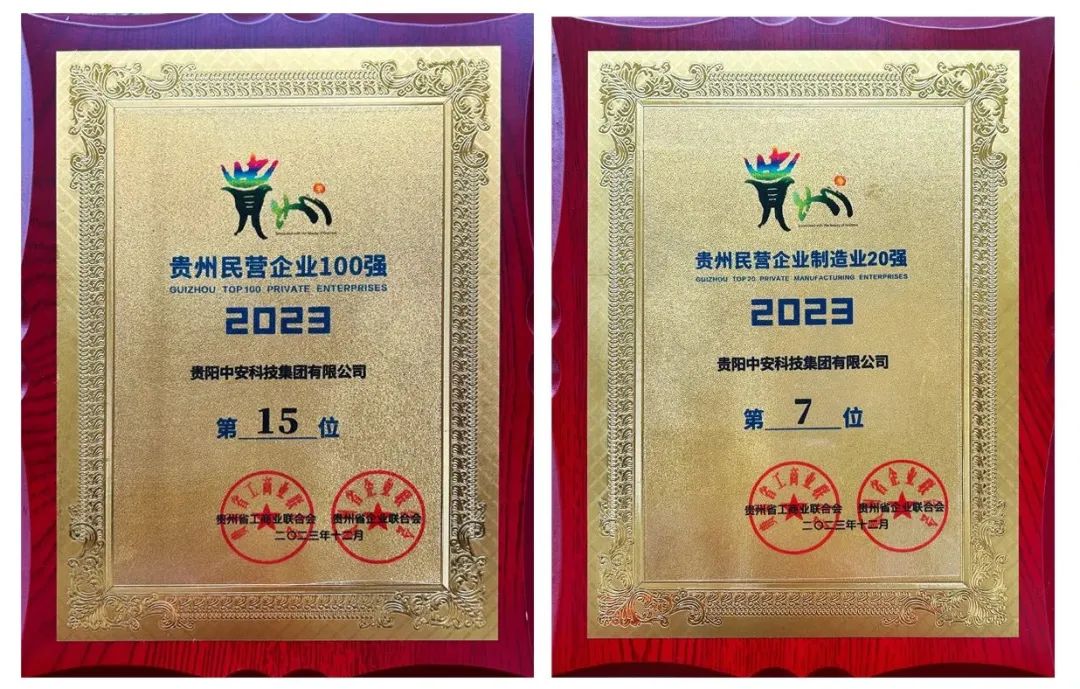 贵州
贵州民营企业100强
GUIZHOU TOP100 PRIVATE ENTERPRISES
2023
贵阳中安科技集团有限公司
第 15 位
贵州省工商业联合会
贵州省企业联合会
二〇二三年十二月
贵州
贵州民营企业制造业20强
GUIZHOU TOP20 PRIVATE MANUFACTURING ENTERPRISES
2023
贵阳中安科技集团有限公司
第 7 位
贵州省工商业联合会
贵州省企业联合会
二〇二三年十二月